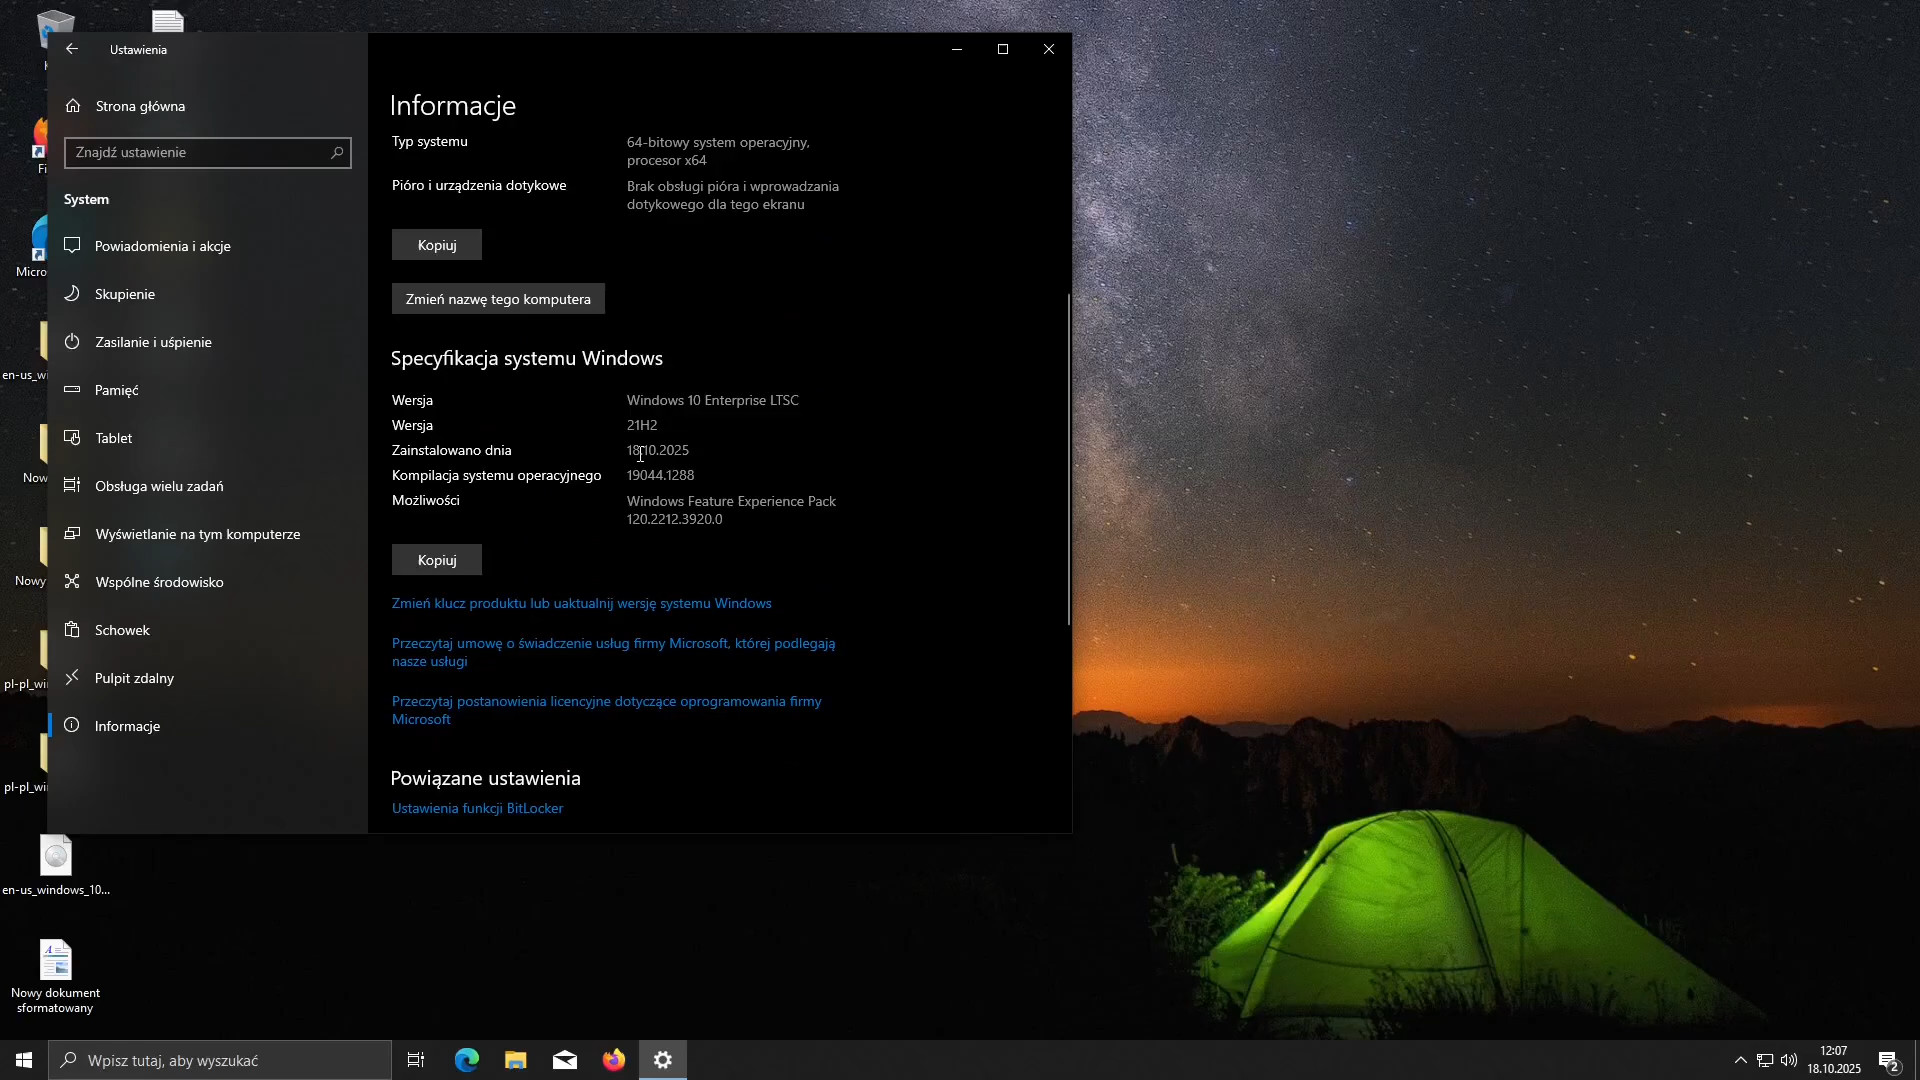 Ustawienia
Strona główna
Znajdź ustawienie
System
Powiadomienia i akcje
Skupienie
Zasilanie i uśpienie
Pamięć
Tablet
Obsługa wielu zadań
Wyświetlanie na tym komputerze
Wspólne środowisko
Schowek
Pulpit zdalny
Informacje
Informacje
Typ systemu
64-bitowy system operacyjny,
procesor x64
Pióro i urządzenia dotykowe
Brak obsługi pióra i wprowadzania
dotykowego dla tego ekranu
Kopiuj
Zmień nazwę tego komputera
Specyfikacja systemu Windows
Wersja Windows 10 Enterprise LTSC
Wersja 21H2
Zainstalowano dnia 18.10.2025
Kompilacja systemu operacyjnego 19044.1288
Możliwości Windows Feature Experience Pack
120.2212.3920.0
Kopiuj
Zmień klucz produktu lub uaktualnij wersję systemu Windows
Przeczytaj umowę o świadczenie usług firmy Microsoft, której podlegają
nasze usługi
Przeczytaj postanowienia licencyjne dotyczące oprogramowania firmy
Microsoft
Powiązane ustawienia
Ustawienia funkcji BitLocker
K
Fi
Micro
en-us_wi
Now
Nowy
pl-pl_wi
pl-pl_wi
en-us_windows_10...
Nowy dokument
sformatowany
Wpisz tutaj, aby wyszukać
12:07
18.10.2025
2